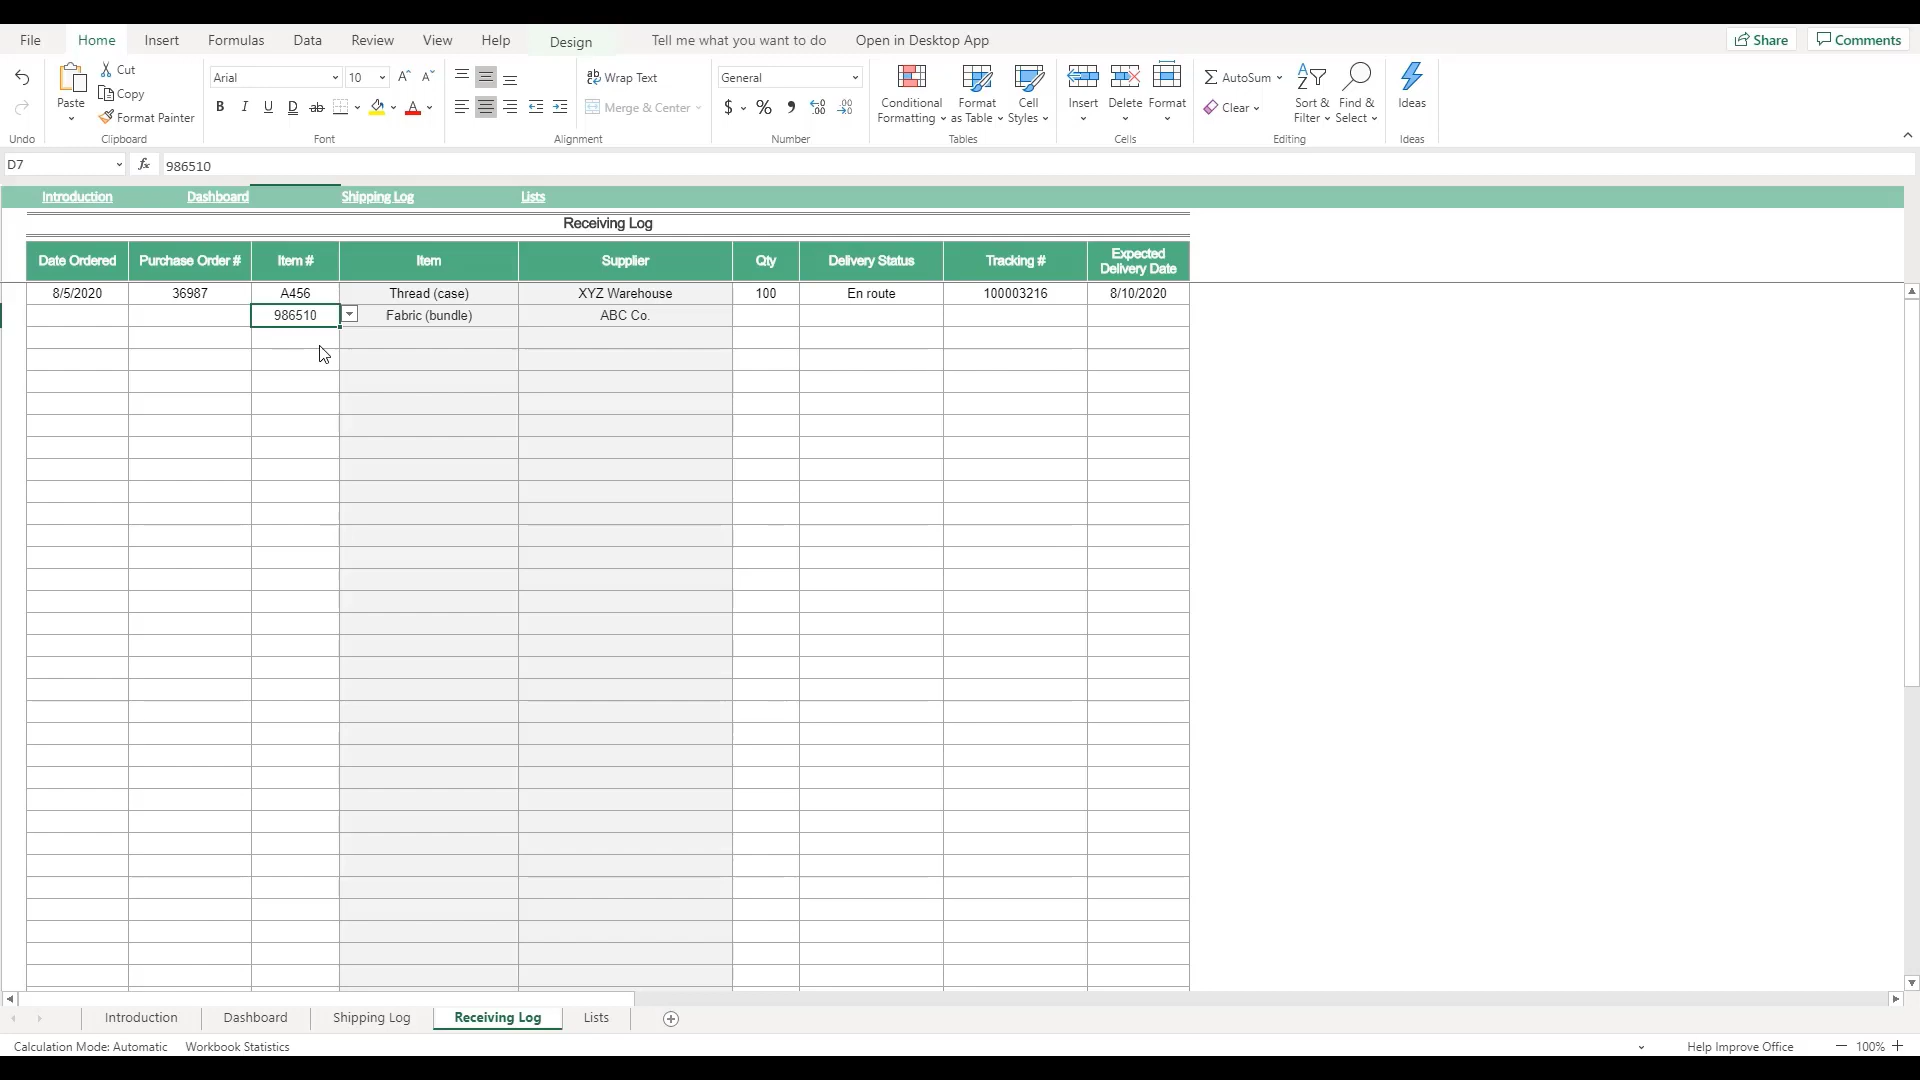 File Home Insert Formulas Data Review View Help Design Tell me what you want to do Open in Desktop App Share Comments
Paste
Cut
Copy
Format Painter
Arial 10
B I U D ab A
Wrap Text
Merge & Center
General
$ % 9 .00 .00
Conditional Formatting
Format as Table
Cell Styles
Insert Delete Format
AutoSum
Clear
Sort & Filter
Find & Select
Ideas
Undo Clipboard Font Alignment Number Tables Cells Editing Ideas
D7 fx 986510
Introduction Dashboard Shipping Log Lists
Receiving Log
Date Ordered Purchase Order # Item # Item Supplier Qty Delivery Status Tracking # Expected Delivery Date
8/5/2020 36987 A456 Thread (case) XYZ Warehouse 100 En route 100003216 8/10/2020
986510 Fabric (bundle) ABC Co.
Introduction Dashboard Shipping Log Receiving Log Lists
Calculation Mode: Automatic Workbook Statistics Help Improve Office 100%